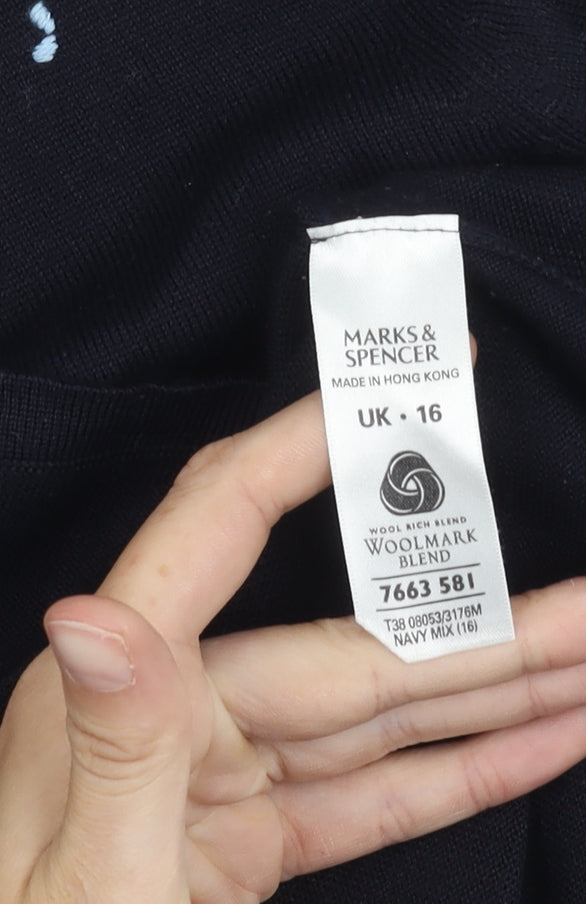 MARKS &
SPENCER
MADE IN HONG KONG
UK • 16
WOOL RICH BLEND
WOOLMARK
BLEND
7663 581
T38 08053/3176M
NAVY MIX (16)